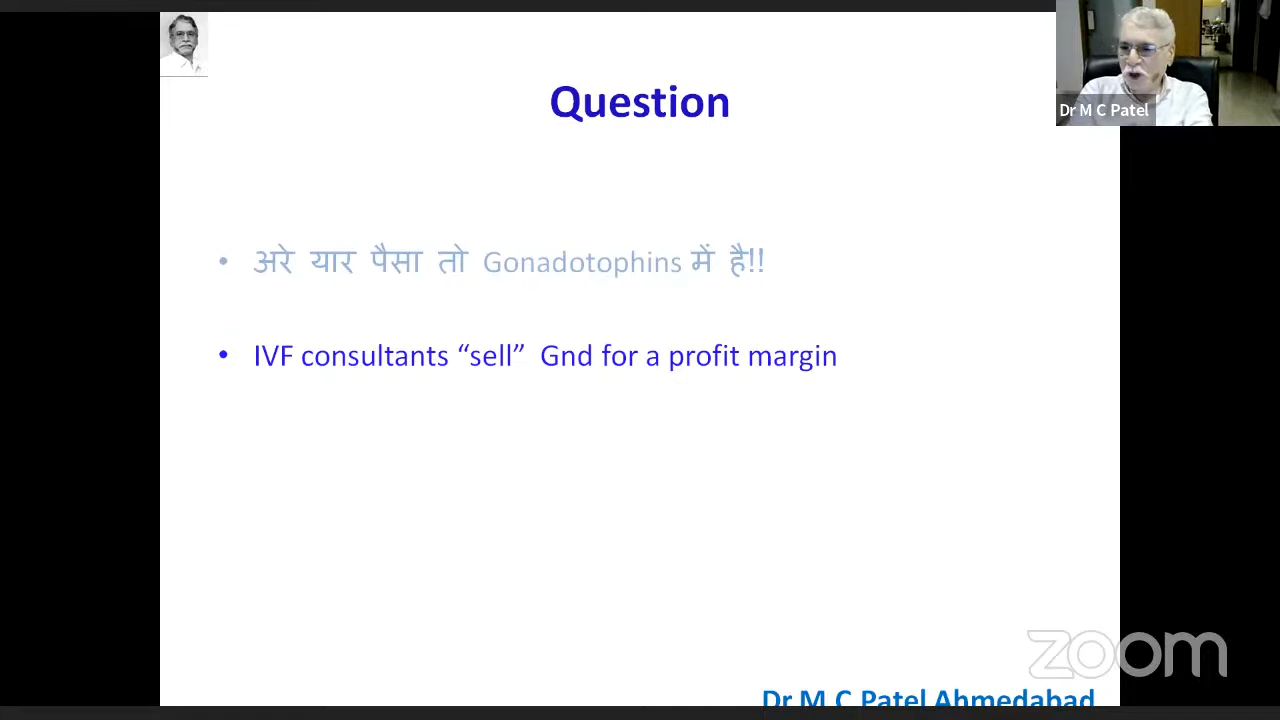 Question
Dr M C Patel
• अरे यार पैसा तो Gonadotophins में है!!
• IVF consultants “sell” Gnd for a profit margin
zoom
Dr M C Patel Ahmedabad